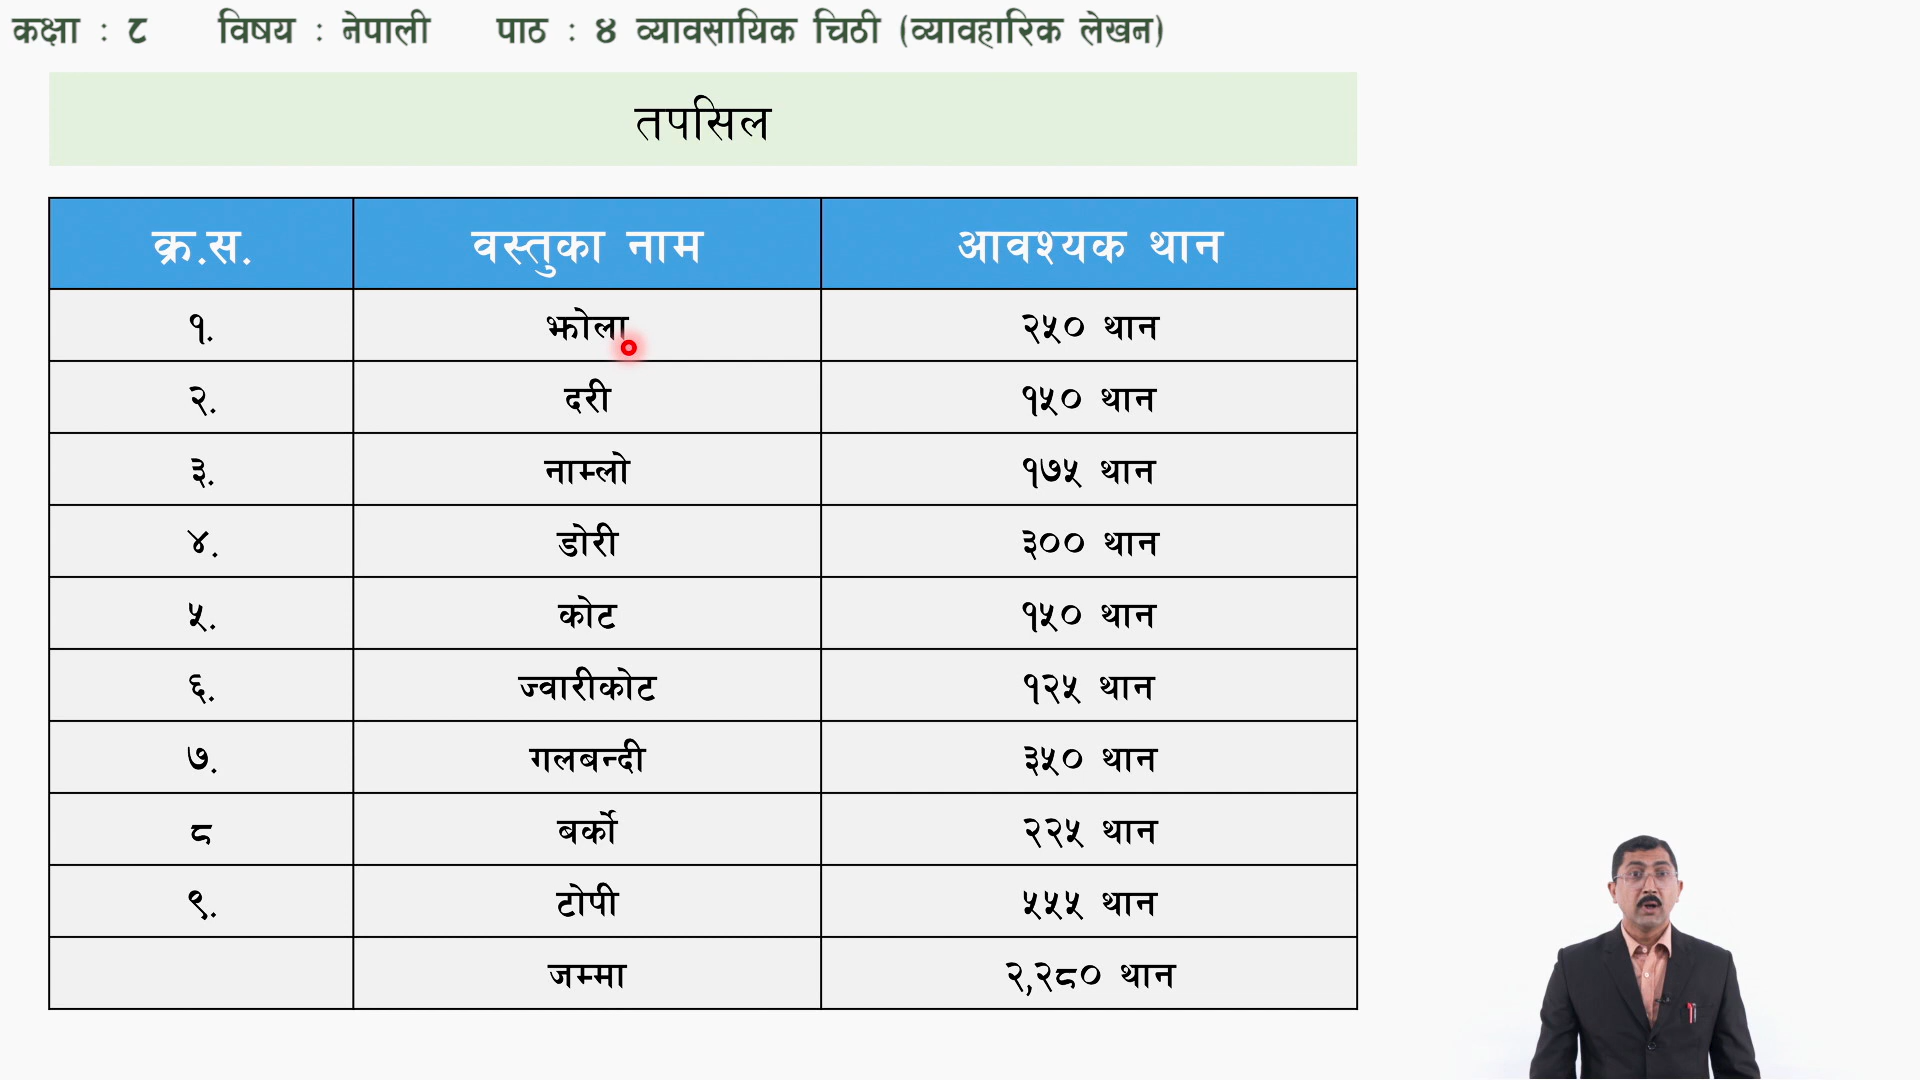 कक्षा : ८ विषय : नेपाली पाठ : ४ व्यावसायिक चिठी (व्यावहारिक लेखन)
तपसिल
क्र.स. वस्तुका नाम आवश्यक थान
१. झोला २५० थान
२. दरी १५० थान
३. नाम्लो १७५ थान
४. डोरी ३०० थान
५. कोट १५० थान
६. ज्वारीकोट १२५ थान
७. गलबन्दी ३५० थान
८ बर्को २२५ थान
९. टोपी ५५५ थान
जम्मा २,२८० थान